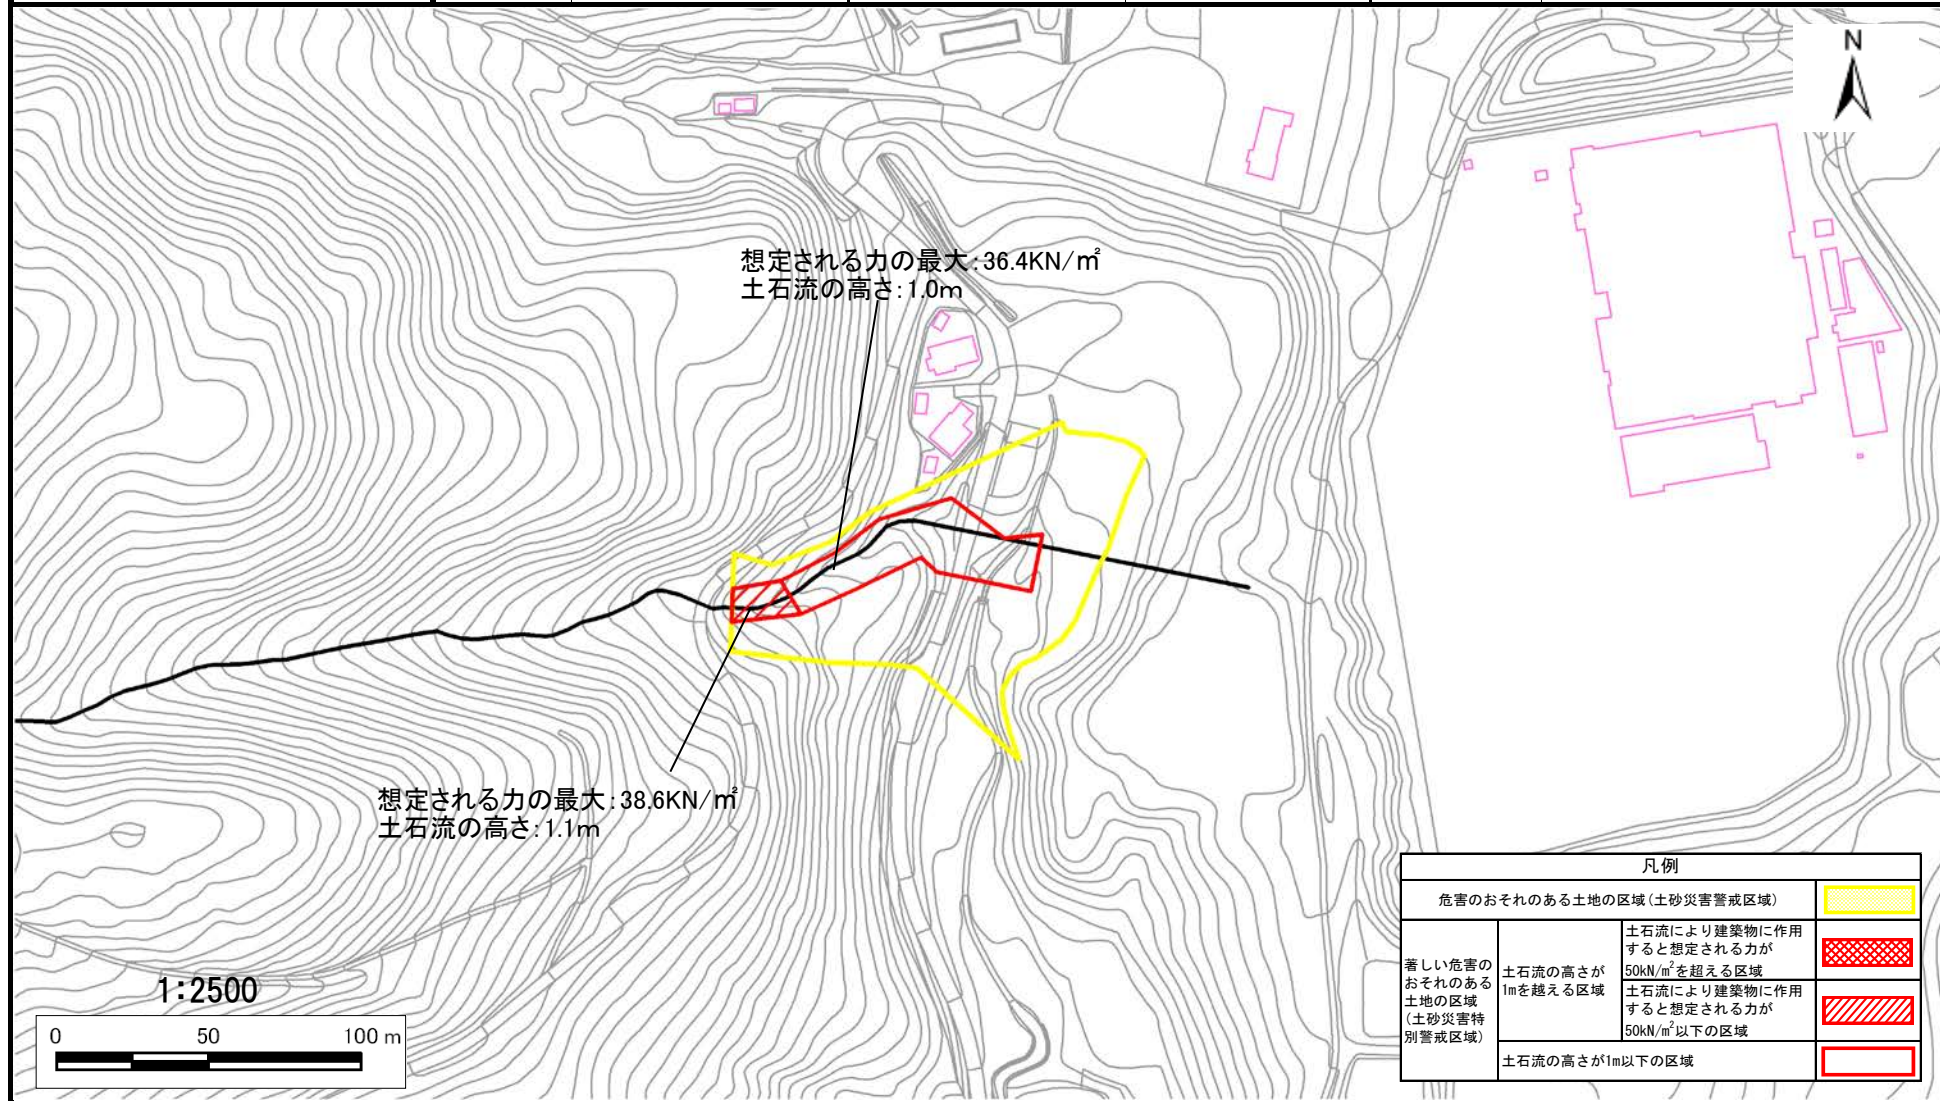 N
想定される力の最大:36.4KN/㎡
土石流の高さ:1.0m
想定される力の最大:38.6KN/㎡
土石流の高さ:1.1m
1:2500
0 50 100 m
凡例
危害のおそれのある土地の区域(土砂災害警戒区域)
著しい危害の
おそれのある
土地の区域
(土砂災害特
別警戒区域)
土石流の高さが
1mを越える区域
土石流により建築物に作用
すると想定される力が
50kN/m²を超える区域
土石流により建築物に作用
すると想定される力が
50kN/m²以下の区域
土石流の高さが1m以下の区域